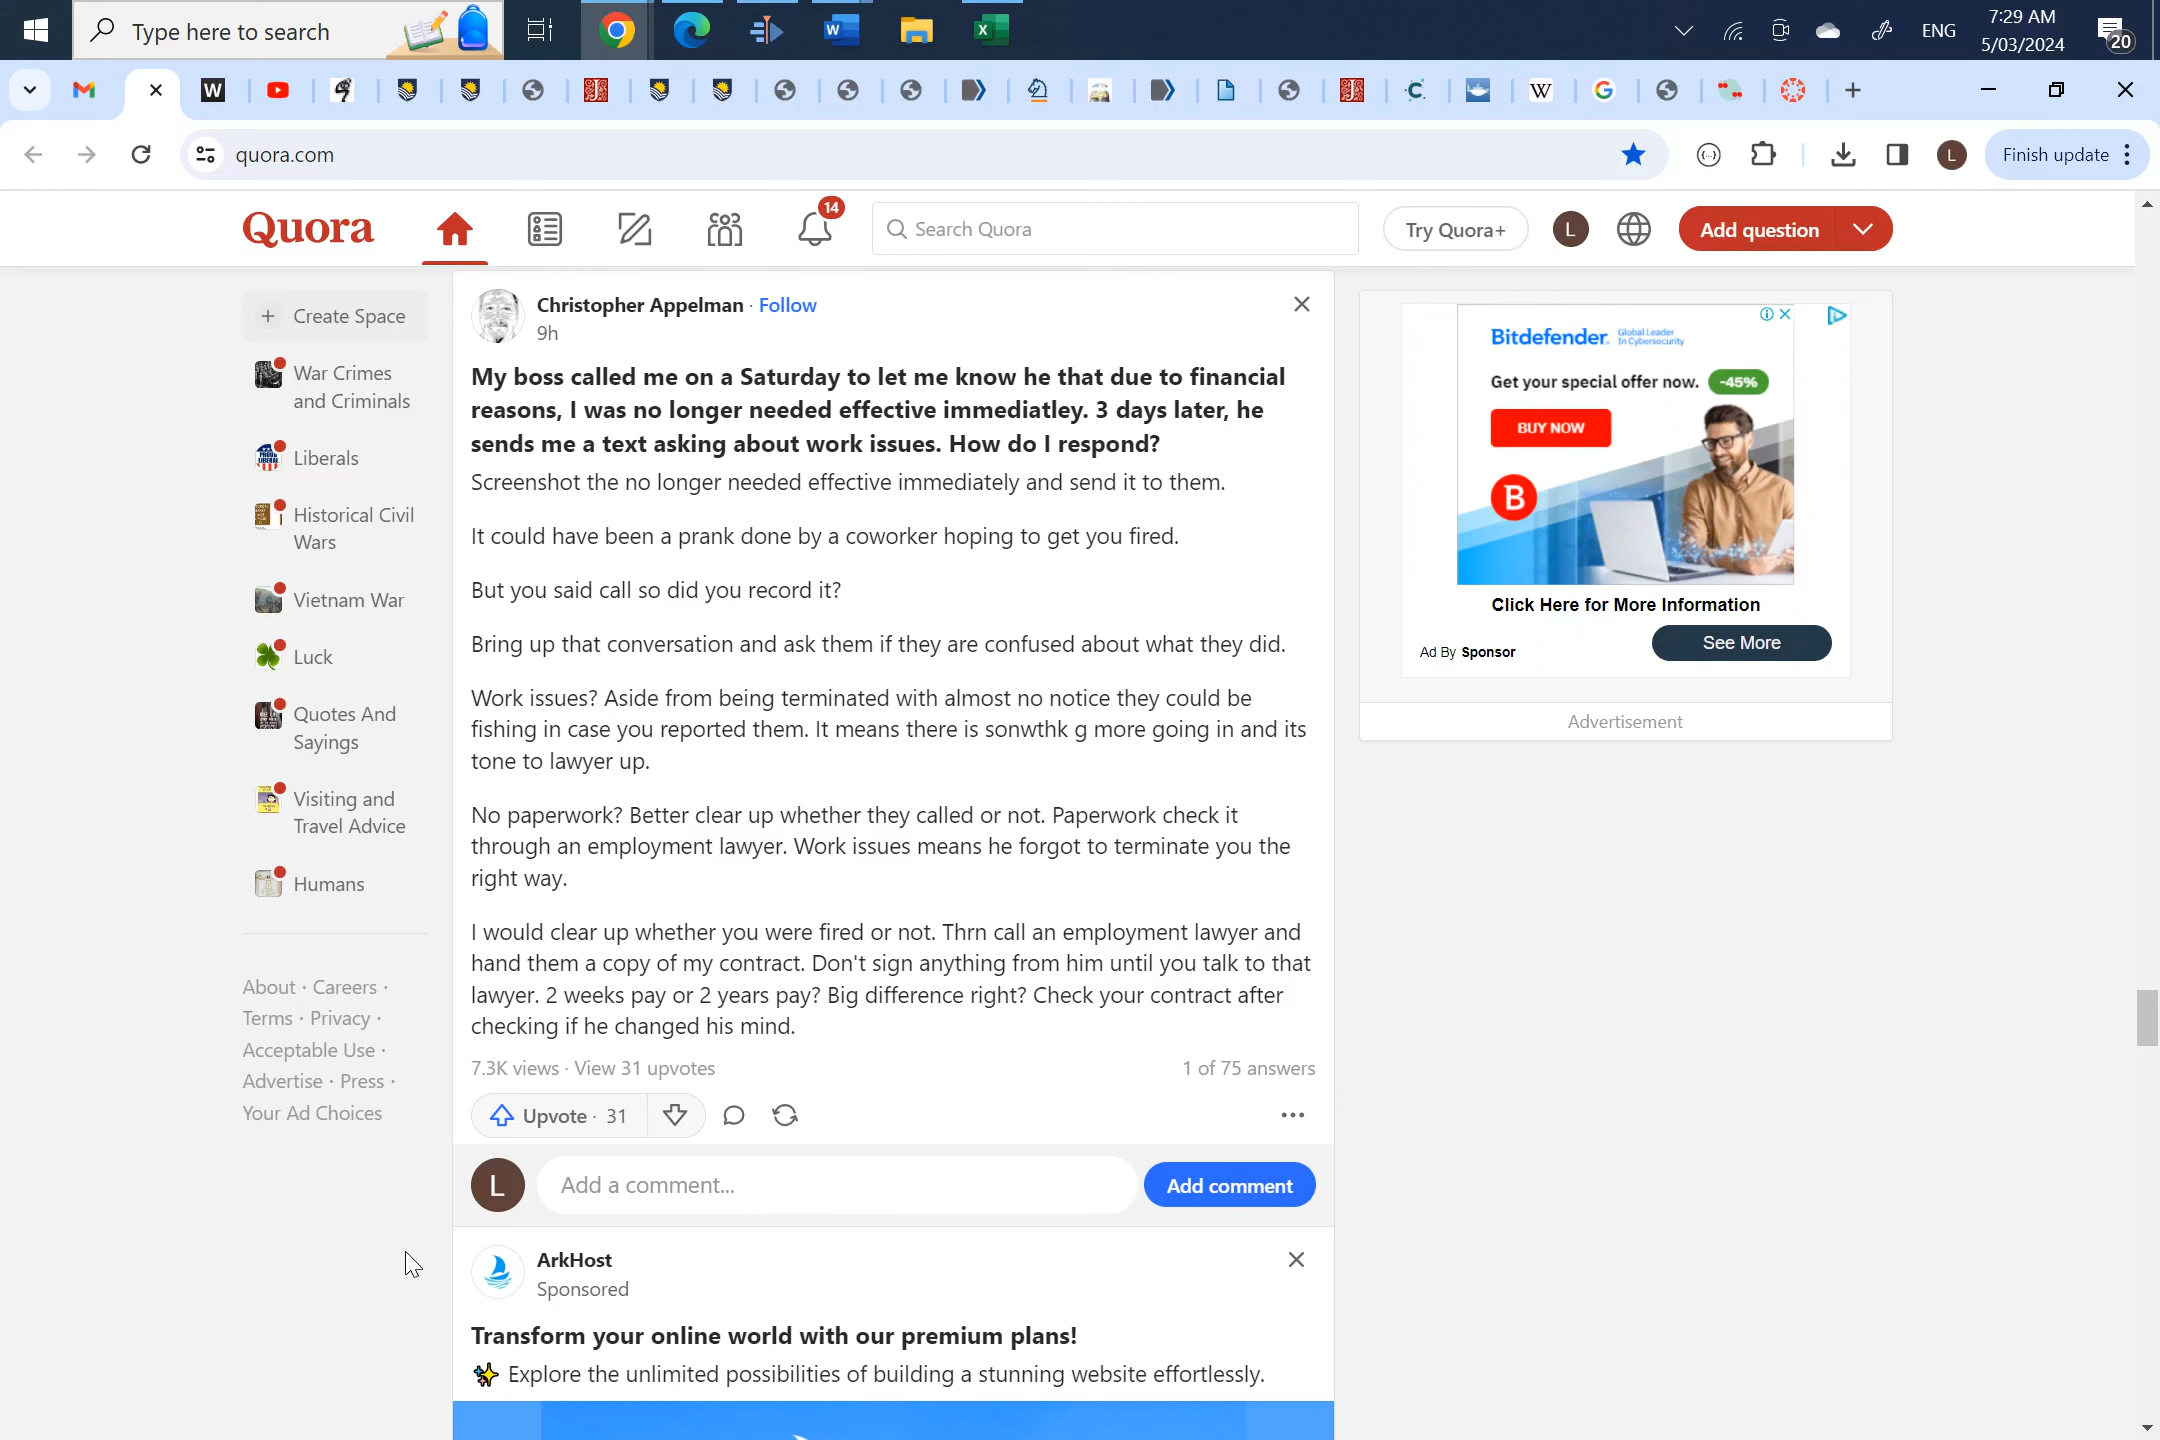 Type here to search
ENG
7:29 AM
5/03/2024
20
W
W
quora.com
L
Finish update
Quora
14
Search Quora
Try Quora+
L
Add question
Create Space
War Crimes
and Criminals
Liberals
Historical Civil
Wars
Vietnam War
Luck
Quotes And
Sayings
Visiting and
Travel Advice
Humans
About · Careers ·
Terms · Privacy ·
Acceptable Use ·
Advertise · Press ·
Your Ad Choices
Christopher Appelman · Follow
9h
My boss called me on a Saturday to let me know he that due to financial
reasons, I was no longer needed effective immediatley. 3 days later, he
sends me a text asking about work issues. How do I respond?
Screenshot the no longer needed effective immediately and send it to them.
It could have been a prank done by a coworker hoping to get you fired.
But you said call so did you record it?
Bring up that conversation and ask them if they are confused about what they did.
Work issues? Aside from being terminated with almost no notice they could be
fishing in case you reported them. It means there is sonwthk g more going in and its
tone to lawyer up.
No paperwork? Better clear up whether they called or not. Paperwork check it
through an employment lawyer. Work issues means he forgot to terminate you the
right way.
I would clear up whether you were fired or not. Thrn call an employment lawyer and
hand them a copy of my contract. Don't sign anything from him until you talk to that
lawyer. 2 weeks pay or 2 years pay? Big difference right? Check your contract after
checking if he changed his mind.
7.3K views · View 31 upvotes
1 of 75 answers
Upvote · 31
L
Add a comment...
Add comment
ArkHost
Sponsored
Transform your online world with our premium plans!
✨ Explore the unlimited possibilities of building a stunning website effortlessly.
Bitdefender Global Leader
In Cybersecurity
Get your special offer now. -45%
BUY NOW
B
Click Here for More Information
Ad By Sponsor
See More
Advertisement